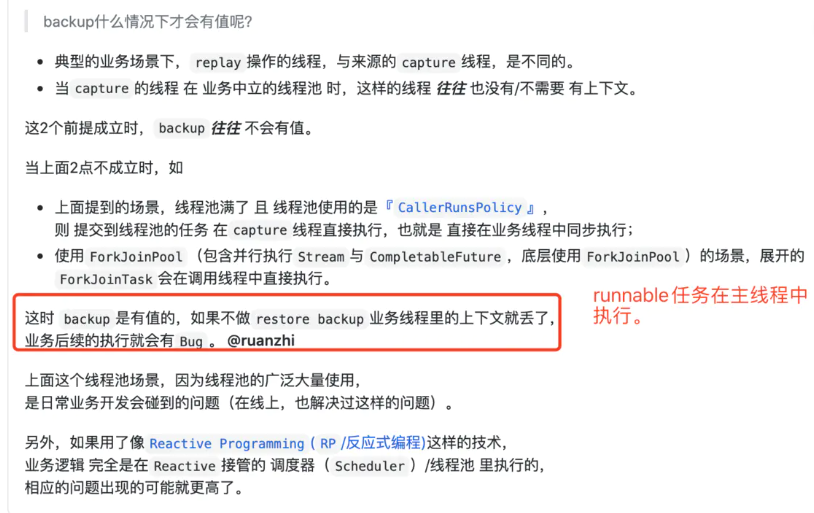 backup什么情况下才会有值呢?
典型的业务场景下, replay 操作的线程,与来源的 capture 线程,是不同的。
当 capture 的线程 在 业务中立的线程池 时,这样的线程 往往 也没有/不需要 有上下文。
这2个前提成立时, backup 往往 不会有值。
当上面2点不成立时,如
上面提到的场景,线程池满了 且 线程池使用的是『 CallerRunsPolicy 』,
则 提交到线程池的任务 在 capture 线程直接执行,也就是 直接在业务线程中同步执行;
使用 ForkJoinPool (包含并行执行 Stream 与 CompletableFuture ,底层使用 ForkJoinPool )的场景,展开的
ForkJoinTask 会在调用线程中直接执行。
runnable任务在主线程中
执行。
这时 backup 是有值的,如果不做 restore backup 业务线程里的上下文就丢了,
业务后续的执行就会有 Bug 。 @ruanzhi
上面这个线程池场景,因为线程池的广泛大量使用,
是日常业务开发会碰到的问题(在线上,也解决过这样的问题)。
另外,如果用了像 Reactive Programming ( RP /反应式编程)这样的技术,
业务逻辑 完全是在 Reactive 接管的 调度器( Scheduler )/线程池 里执行的,
相应的问题出现的可能就更高了。